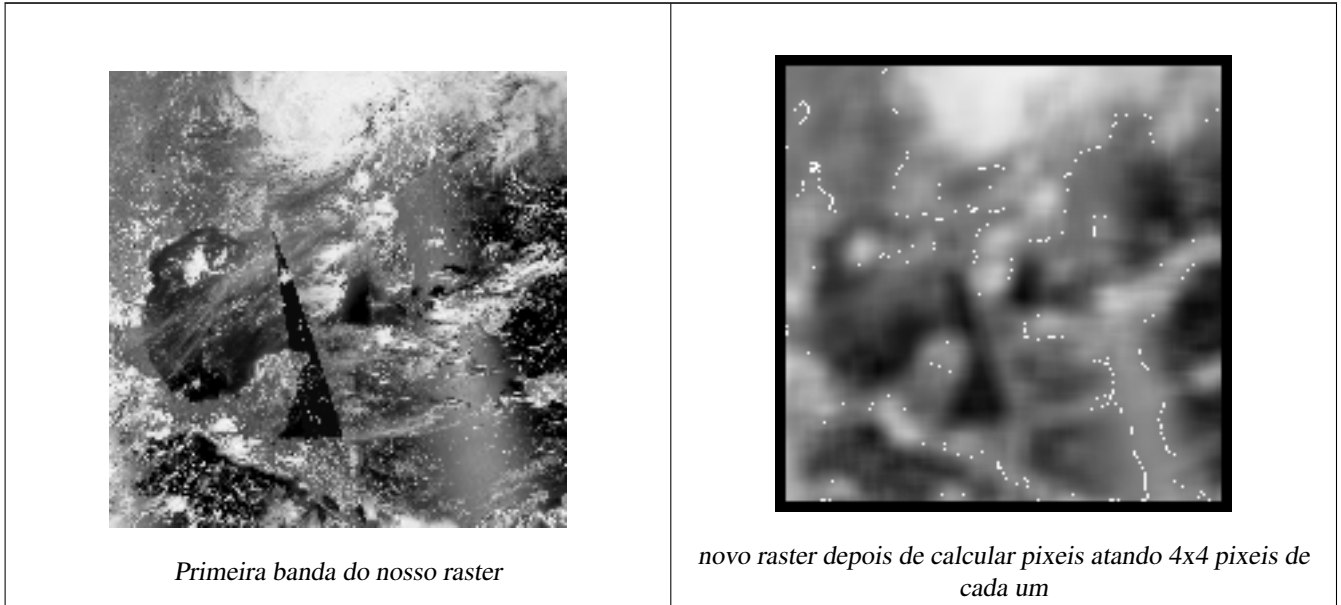 Primeira banda do nosso raster
novo raster depois de calcular pixeis atando 4x4 pixeis de
cada um